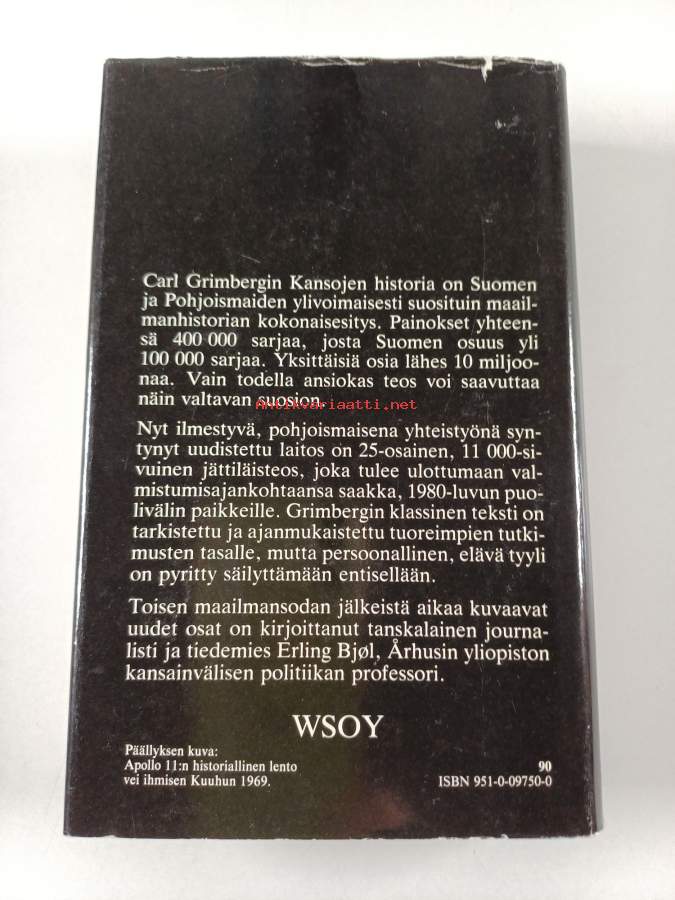 Carl Grimbergin Kansojen historia on Suomen
ja Pohjoismaiden ylivoimaisesti suosituin maail-
manhistorian kokonaisesitys. Painokset yhteen-
sä 400 000 sarjaa, josta Suomen osuus yli
100 000 sarjaa. Yksittäisiä osia lähes 10 miljoo-
naa. Vain todella ansiokas teos voi saavuttaa
näin valtavan suosion.
Antikvariaatti.net
Nyt ilmestyvä, pohjoismaisena yhteistyönä syn-
tynyt uudistettu laitos on 25-osainen, 11 000-si-
vuinen jättiläisteos, joka tulee ulottumaan val-
mistumisajankohtaansa saakka, 1980-luvun puo-
livälin paikkeille. Grimbergin klassinen teksti on
tarkistettu ja ajanmukaistettu tuoreimpien tutki-
musten tasalle, mutta persoonallinen, elävä tyyli
on pyritty säilyttämään entisellään.
Toisen maailmansodan jälkeistä aikaa kuvaavat
uudet osat on kirjoittanut tanskalainen journa-
listi ja tiedemies Erling Bjøl, Århusin yliopiston
kansainvälisen politiikan professori.
WSOY
Päällyksen kuva:
Apollo 11:n historiallinen lento
vei ihmisen Kuuhun 1969.
90
ISBN 951-0-09750-0